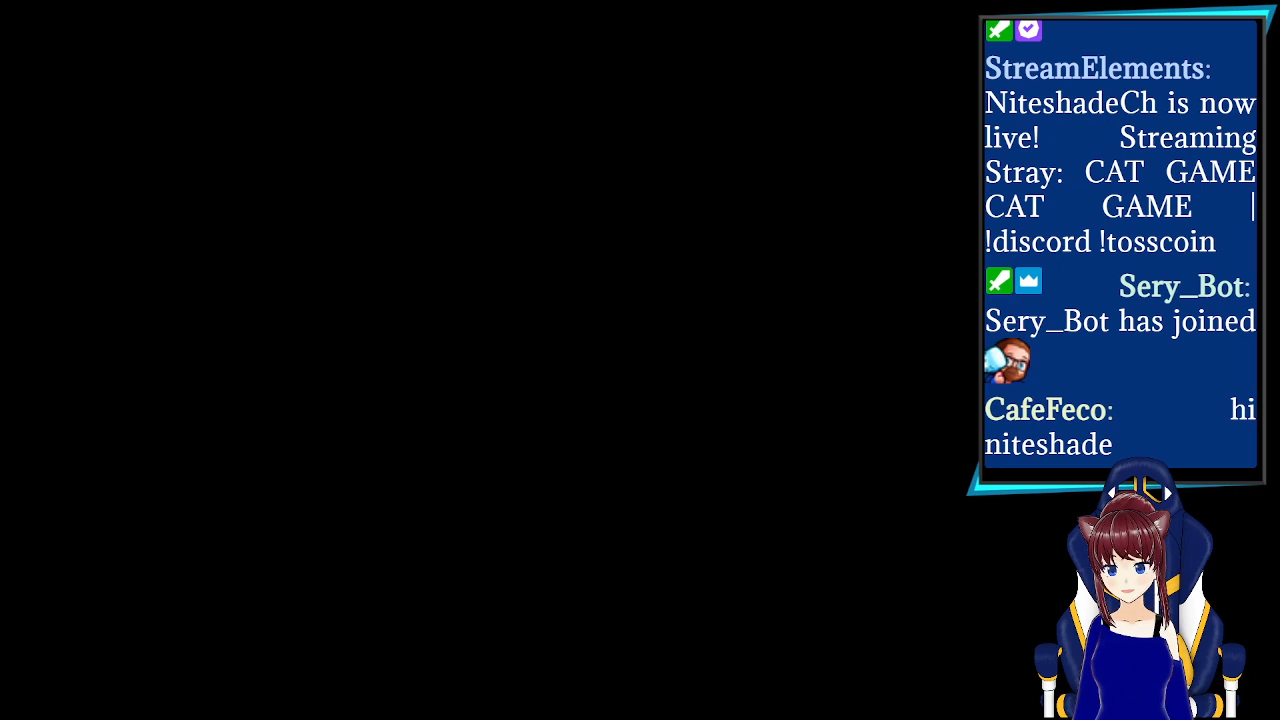 StreamElements:
NiteshadeCh is now
live! Streaming
Stray: CAT GAME
CAT GAME |
!discord !tosscoin
Sery_Bot:
Sery_Bot has joined
CafeFeco: hi
niteshade